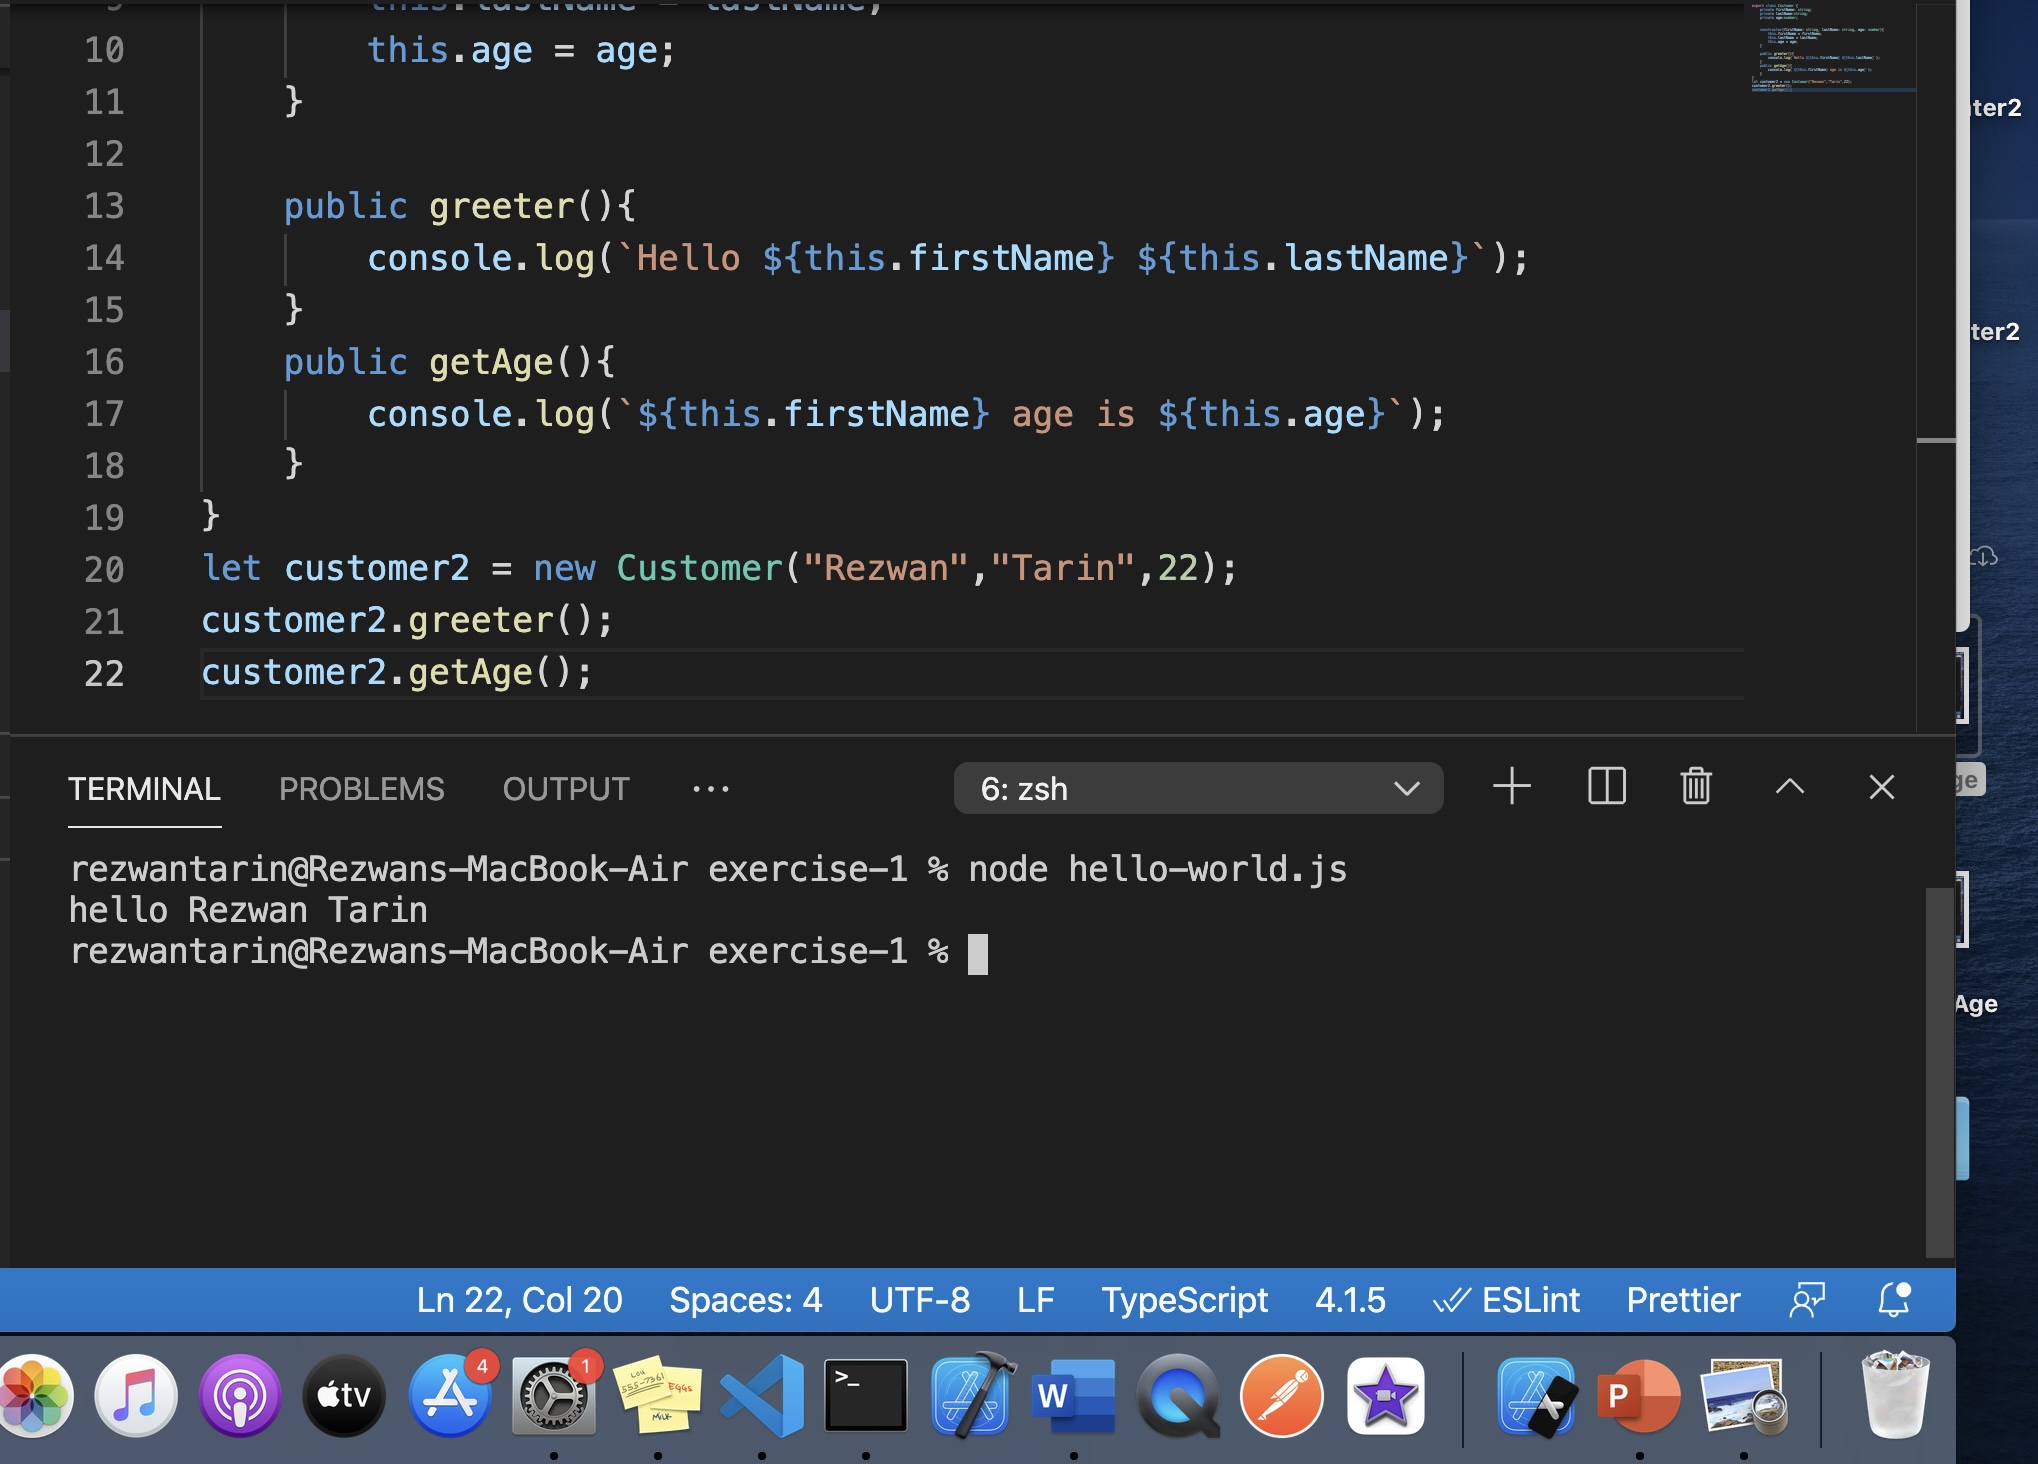 9 this.lastName = lastName;
10 this.age = age;
11 }
12
13 public greeter(){
14 console.log(`Hello ${this.firstName} ${this.lastName}`);
15 }
16 public getAge(){
17 console.log(`${this.firstName} age is ${this.age}`);
18 }
19 }
20 let customer2 = new Customer("Rezwan","Tarin",22);
21 customer2.greeter();
22 customer2.getAge();
ter2
ter2
ge
TERMINAL PROBLEMS OUTPUT ··· 6: zsh
rezwantarin@Rezwans-MacBook-Air exercise-1 % node hello-world.js
hello Rezwan Tarin
rezwantarin@Rezwans-MacBook-Air exercise-1 %
Age
Ln 22, Col 20 Spaces: 4 UTF-8 LF TypeScript 4.1.5 ESLint Prettier
tv 4 1 LOU 555-7361 EGGS MILK >_ W P